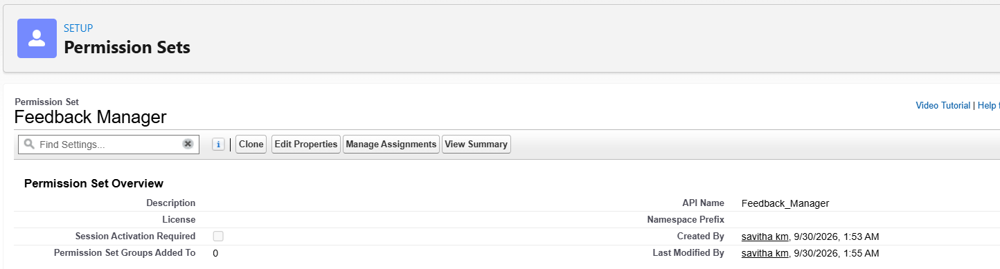 SETUP
Permission Sets
Permission Set
Feedback Manager
Video Tutorial | Help f
Find Settings...
i
Clone
Edit Properties
Manage Assignments
View Summary
Permission Set Overview
Description
API Name Feedback_Manager
License
Namespace Prefix
Session Activation Required
Created By savitha km, 9/30/2026, 1:53 AM
Permission Set Groups Added To 0
Last Modified By savitha km, 9/30/2026, 1:55 AM